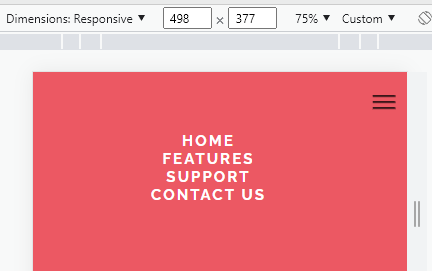 Dimensions: Responsive ▼ 498 × 377 75% ▼ Custom ▼
HOME
FEATURES
SUPPORT
CONTACT US